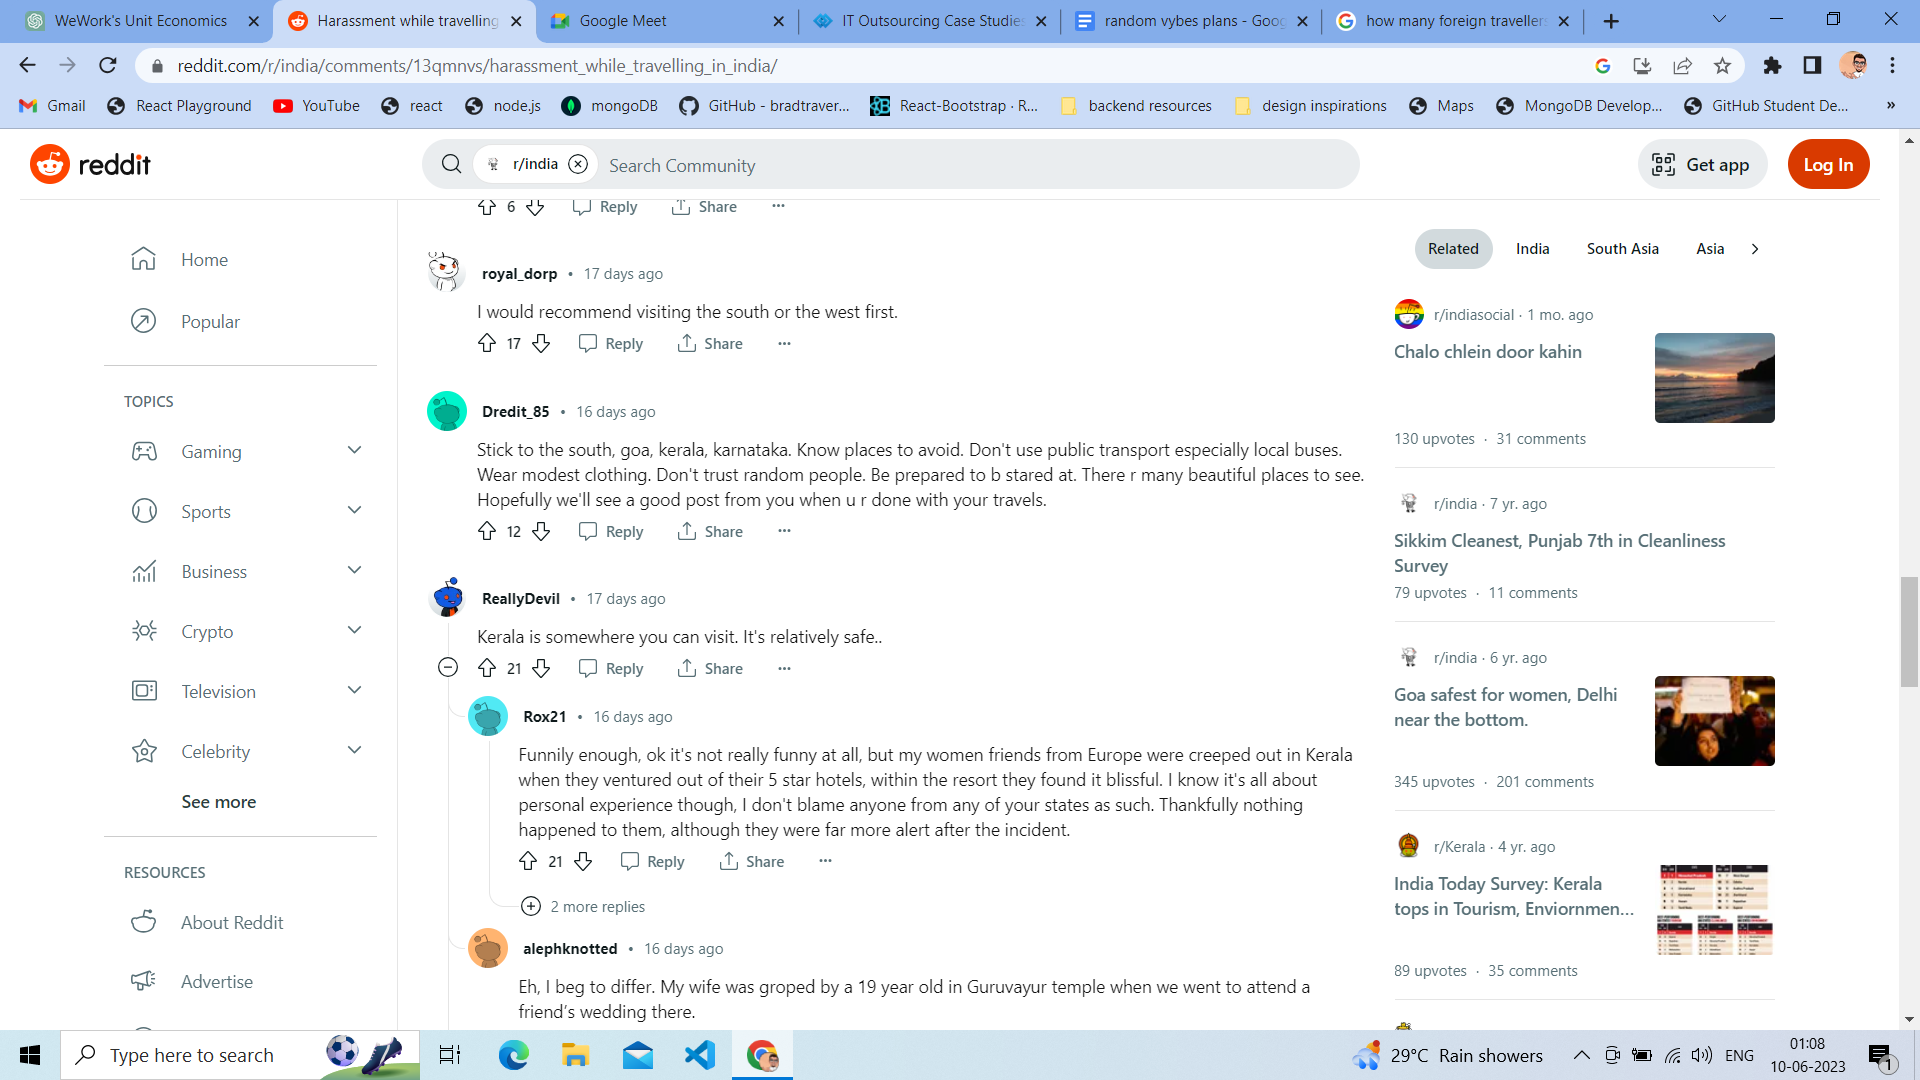 WeWork's Unit Economics
Harassment while travelling
Google Meet
IT Outsourcing Case Studies
random vybes plans - Goog
how many foreign travellers
reddit.com/r/india/comments/13qmnvs/harassment_while_travelling_in_india/
Gmail
React Playground
YouTube
react
node.js
mongoDB
GitHub - bradtraver...
React-Bootstrap · R...
backend resources
design inspirations
Maps
MongoDB Develop...
GitHub Student De...
»
reddit
r/india
Search Community
Get app
Log In
Home
Popular
TOPICS
Gaming
Sports
Business
Crypto
Television
Celebrity
See more
RESOURCES
About Reddit
Advertise
6 Reply Share ...
royal_dorp • 17 days ago
I would recommend visiting the south or the west first.
17 Reply Share ...
Dredit_85 • 16 days ago
Stick to the south, goa, kerala, karnataka. Know places to avoid. Don't use public transport especially local buses.
Wear modest clothing. Don't trust random people. Be prepared to b stared at. There r many beautiful places to see.
Hopefully we'll see a good post from you when u r done with your travels.
12 Reply Share ...
ReallyDevil • 17 days ago
Kerala is somewhere you can visit. It's relatively safe..
21 Reply Share ...
Rox21 • 16 days ago
Funnily enough, ok it's not really funny at all, but my women friends from Europe were creeped out in Kerala
when they ventured out of their 5 star hotels, within the resort they found it blissful. I know it's all about
personal experience though, I don't blame anyone from any of your states as such. Thankfully nothing
happened to them, although they were far more alert after the incident.
21 Reply Share ...
2 more replies
alephknotted • 16 days ago
Eh, I beg to differ. My wife was groped by a 19 year old in Guruvayur temple when we went to attend a
friend’s wedding there.
Related India South Asia Asia
r/indiasocial · 1 mo. ago
Chalo chlein door kahin
130 upvotes · 31 comments
r/india · 7 yr. ago
Sikkim Cleanest, Punjab 7th in Cleanliness
Survey
79 upvotes · 11 comments
r/india · 6 yr. ago
Goa safest for women, Delhi
near the bottom.
345 upvotes · 201 comments
r/Kerala · 4 yr. ago
India Today Survey: Kerala
tops in Tourism, Enviornmen...
89 upvotes · 35 comments
Type here to search
29°C Rain showers
ENG
01:08
10-06-2023
1